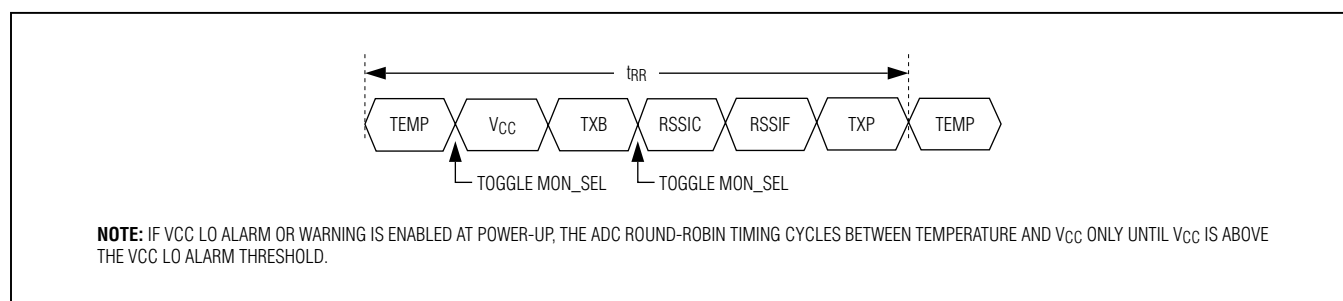 tRR
TEMP VCC TXB RSSIC RSSIF TXP TEMP
TOGGLE MON_SEL TOGGLE MON_SEL
NOTE: IF VCC LO ALARM OR WARNING IS ENABLED AT POWER-UP, THE ADC ROUND-ROBIN TIMING CYCLES BETWEEN TEMPERATURE AND VCC ONLY UNTIL VCC IS ABOVE
THE VCC LO ALARM THRESHOLD.